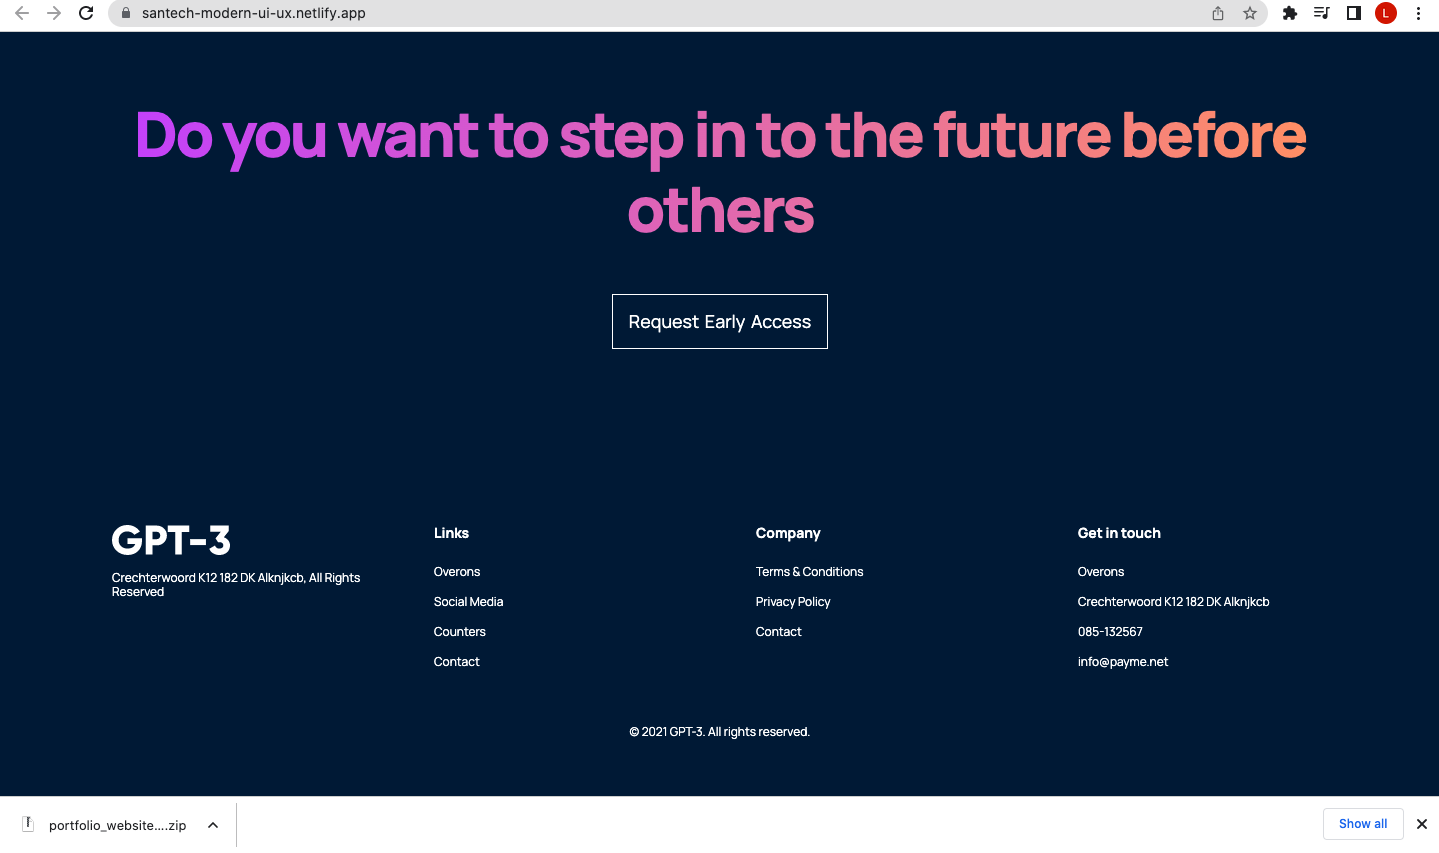 santech-modern-ui-ux.netlify.app
L
Do you want to step in to the future before
others
Request Early Access
GPT-3
Crechterwoord K12 182 DK Alknjkcb, All Rights
Reserved
Links
Overons
Social Media
Counters
Contact
Company
Terms & Conditions
Privacy Policy
Contact
Get in touch
Overons
Crechterwoord K12 182 DK Alknjkcb
085-132567
info@payme.net
© 2021 GPT-3. All rights reserved.
portfolio_website....zip
Show all